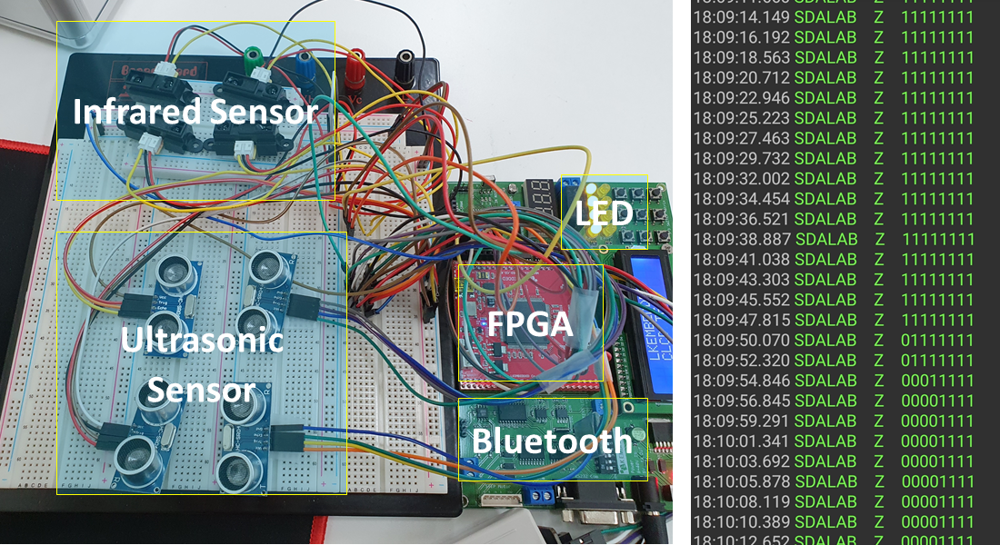 Infrared Sensor
LED
FPGA
Ultrasonic
Sensor
Bluetooth
18:09:14.149 SDALAB Z 11111111
18:09:16.192 SDALAB Z 11111111
18:09:18.563 SDALAB Z 11111111
18:09:20.712 SDALAB Z 11111111
18:09:22.946 SDALAB Z 11111111
18:09:25.223 SDALAB Z 11111111
18:09:27.463 SDALAB Z 11111111
18:09:29.732 SDALAB Z 11111111
18:09:32.002 SDALAB Z 11111111
18:09:34.454 SDALAB Z 11111111
18:09:36.521 SDALAB Z 11111111
18:09:38.887 SDALAB Z 11111111
18:09:41.038 SDALAB Z 11111111
18:09:43.303 SDALAB Z 11111111
18:09:45.552 SDALAB Z 11111111
18:09:47.815 SDALAB Z 11111111
18:09:50.070 SDALAB Z 01111111
18:09:52.320 SDALAB Z 01111111
18:09:54.846 SDALAB Z 00011111
18:09:56.845 SDALAB Z 00001111
18:09:59.291 SDALAB Z 00001111
18:10:01.341 SDALAB Z 00001111
18:10:03.692 SDALAB Z 00001111
18:10:05.878 SDALAB Z 00001111
18:10:08.119 SDALAB Z 00001111
18:10:10.389 SDALAB Z 00001111
18:10:12.652 SDALAB Z 00001111